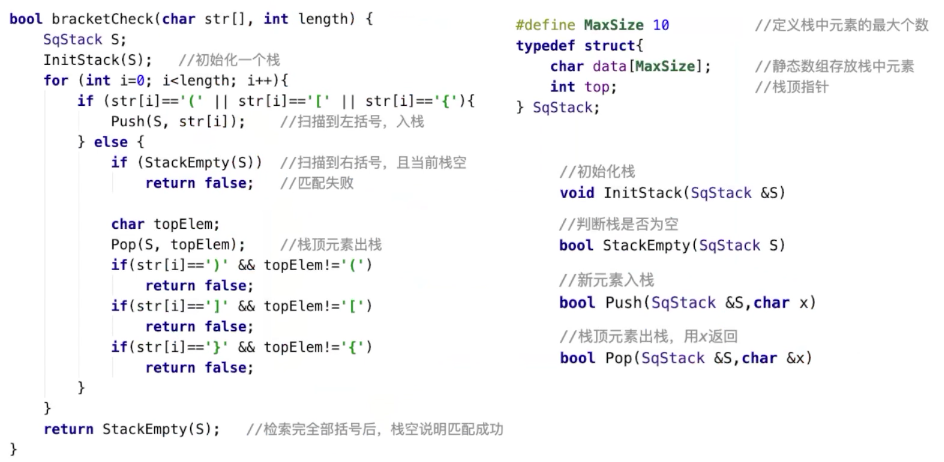 bool bracketCheck(char str[], int length) {
    SqStack S;
    InitStack(S);   //初始化一个栈
    for (int i=0; i<length; i++){
        if (str[i]=='(' || str[i]=='[' || str[i]=='{'){
            Push(S, str[i]);    //扫描到左括号，入栈
        } else {
            if (StackEmpty(S))  //扫描到右括号，且当前栈空
                return false;   //匹配失败

            char topElem;
            Pop(S, topElem);    //栈顶元素出栈
            if(str[i]==')' && topElem!='(')
                return false;
            if(str[i]==']' && topElem!='[')
                return false;
            if(str[i]=='}' && topElem!='{')
                return false;
        }
    }
    return StackEmpty(S);   //检索完全部括号后，栈空说明匹配成功
}
#define MaxSize 10          //定义栈中元素的最大个数
typedef struct{
    char data[MaxSize];     //静态数组存放栈中元素
    int top;                //栈顶指针
} SqStack;
//初始化栈
void InitStack(SqStack &S)
//判断栈是否为空
bool StackEmpty(SqStack S)
//新元素入栈
bool Push(SqStack &S,char x)
//栈顶元素出栈，用x返回
bool Pop(SqStack &S,char &x)